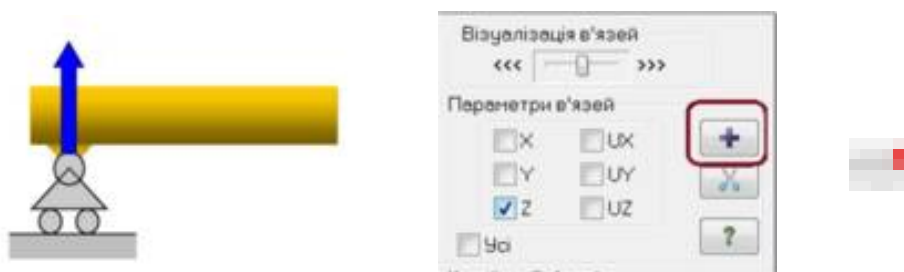 Візуалізація в'язей
<<< >>>
Параметри в'язей
X UX
Y UY
Z UZ
Усі
?